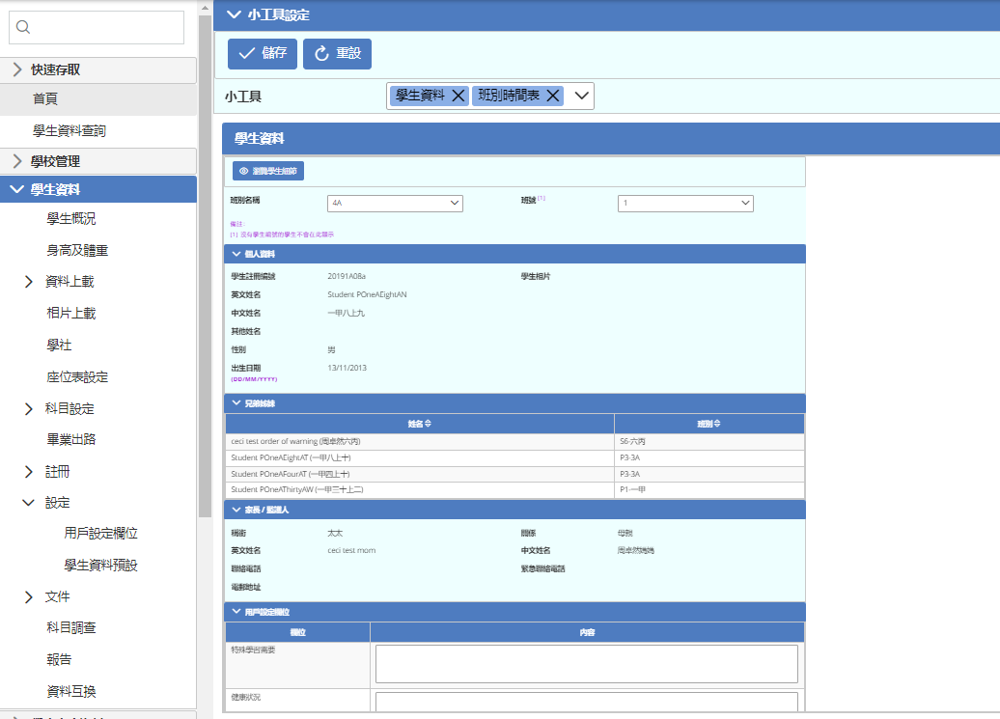 快速存取
首頁
學生資料查詢
學校管理
學生資料
學生概況
身高及體重
資料上載
相片上載
學社
座位表設定
科目設定
畢業出路
註冊
設定
用戶設定欄位
學生資料預設
文件
科目調查
報告
資料互換
小工具設定
儲存 重設
小工具 學生資料 班別時間表
學生資料
瀏覽學生細節
班別名稱 4A 班號 [1] 1
備註:
[1] 沒有學生編號的學生不會在此顯示
個人資料
學生註冊編號 20191A08a 學生相片
英文姓名 Student POneAEightAN
中文姓名 一甲八上九
其他姓名
性別 男
出生日期 13/11/2013
(DD/MM/YYYY)
兄弟姊妹
姓名 班別
ceci test order of warning (周卓然六丙) S6-六丙
Student POneAEightAT (一甲八上十) P3-3A
Student POneAFourAT (一甲四上十) P3-3A
Student POneAThirtyAW (一甲三十上二) P1-一甲
家長 / 監護人
稱銜 太太 關係 母親
英文姓名 ceci test mom 中文姓名 周卓然媽媽
聯絡電話 緊急聯絡電話
電郵地址
用戶設定欄位
欄位 內容
特殊學習需要
健康狀況